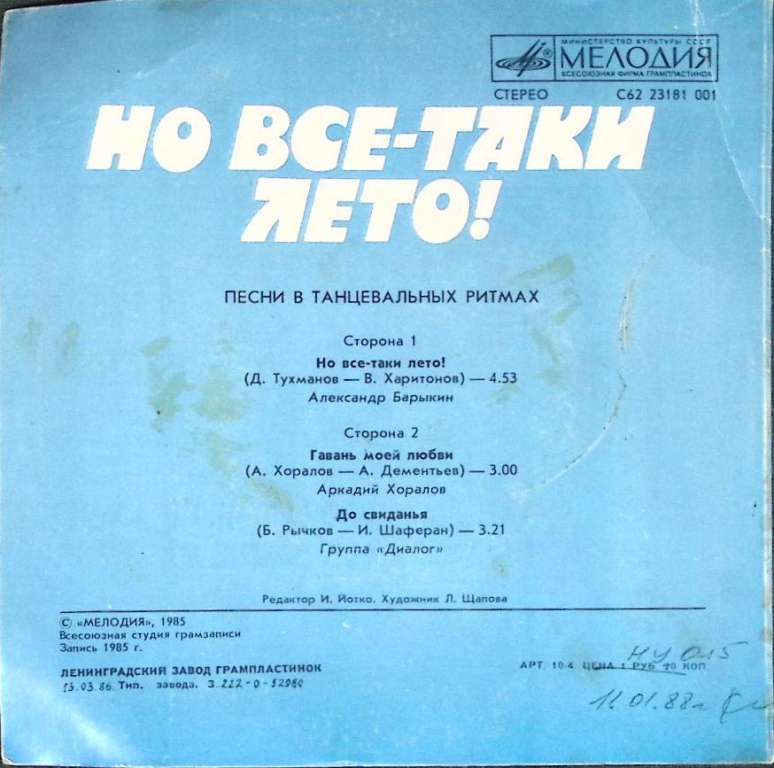 МИНИСТЕРСТВО КУЛЬТУРЫ СССР
МЕЛОДИЯ
ВСЕСОЮЗНАЯ ФИРМА ГРАМПЛАСТИНОК
СТЕРЕО С62 23181 001
НО ВСЕ-ТАКИ
ЛЕТО!
ПЕСНИ В ТАНЦЕВАЛЬНЫХ РИТМАХ
Сторона 1
Но все-таки лето!
(Д. Тухманов — В. Харитонов) — 4.53
Александр Барыкин
Сторона 2
Гавань моей любви
(А. Хоралов — А. Дементьев) — 3.00
Аркадий Хоралов
До свиданья
(Б. Рычков — И. Шаферан) — 3.21
Группа «Диалог»
Редактор И. Йотко. Художник Л. Щапова
© «МЕЛОДИЯ», 1985
Всесоюзная студия грамзаписи
Запись 1985 г.
ЛЕНИНГРАДСКИЙ ЗАВОД ГРАМПЛАСТИНОК
13.03.86 Тип. завода. З. 222-0-52980
АРТ. 10-4 ЦЕНА 1 РУБ КОП
11.01.88г